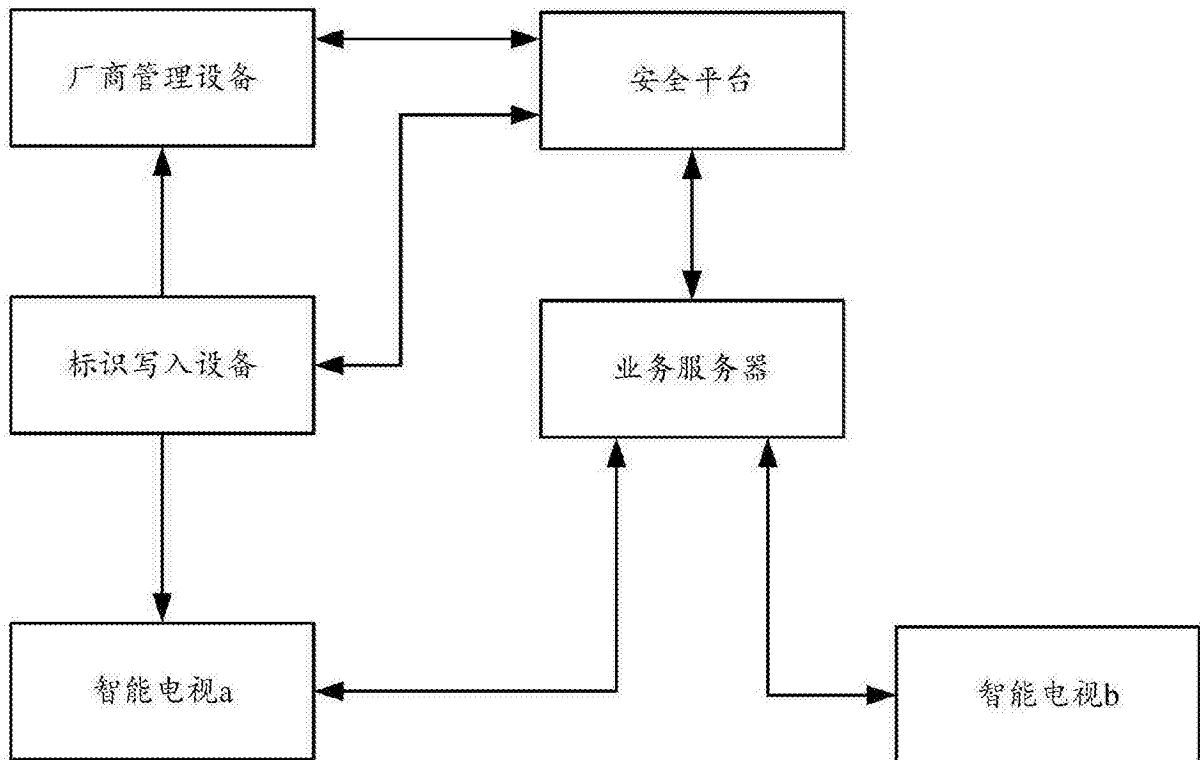 厂商管理设备
安全平台
标识写入设备
业务服务器
智能电视a
智能电视b